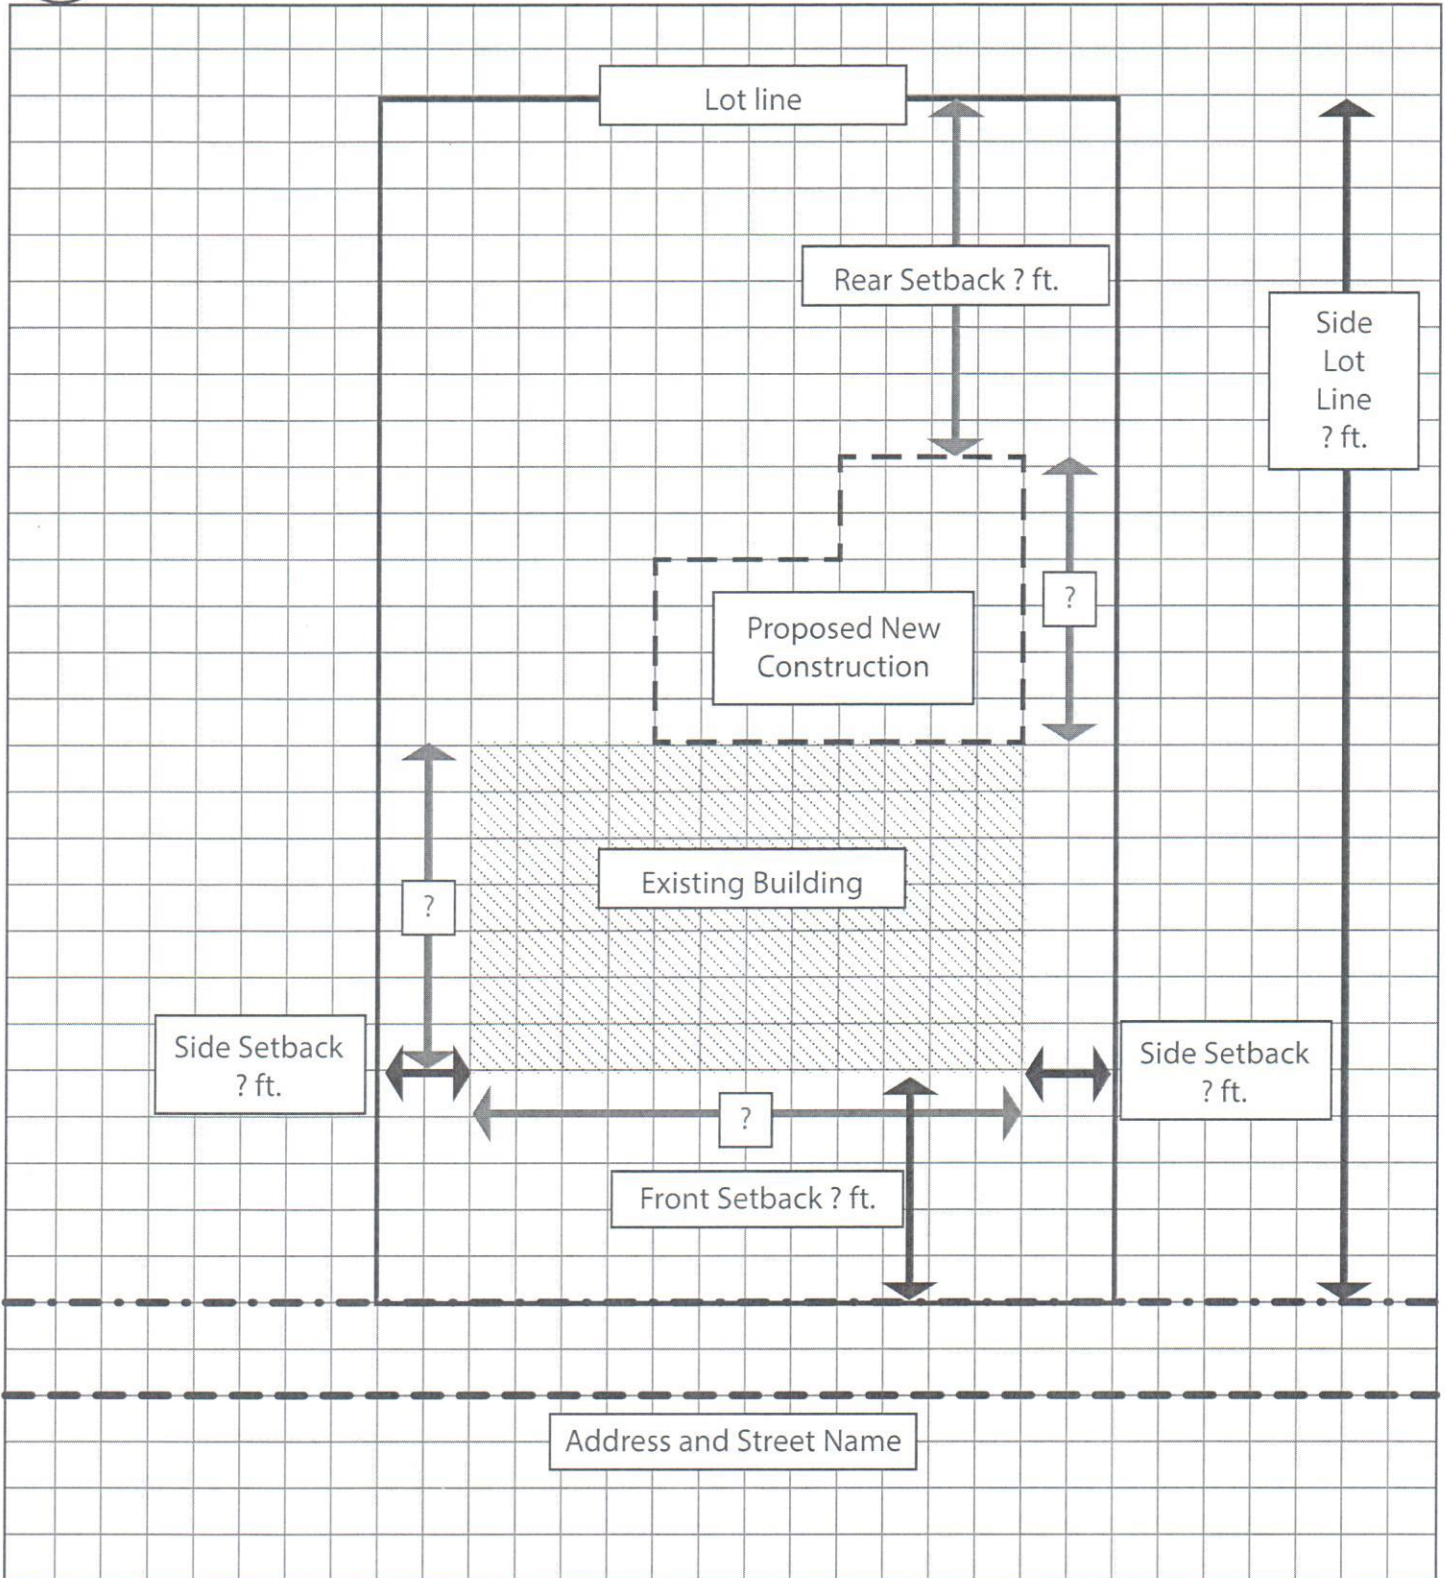 Lot line
Rear Setback ? ft.
Side
Lot
Line
? ft.
?
Proposed New
Construction
Existing Building
?
Side Setback
? ft.
Side Setback
? ft.
?
Front Setback ? ft.
Address and Street Name